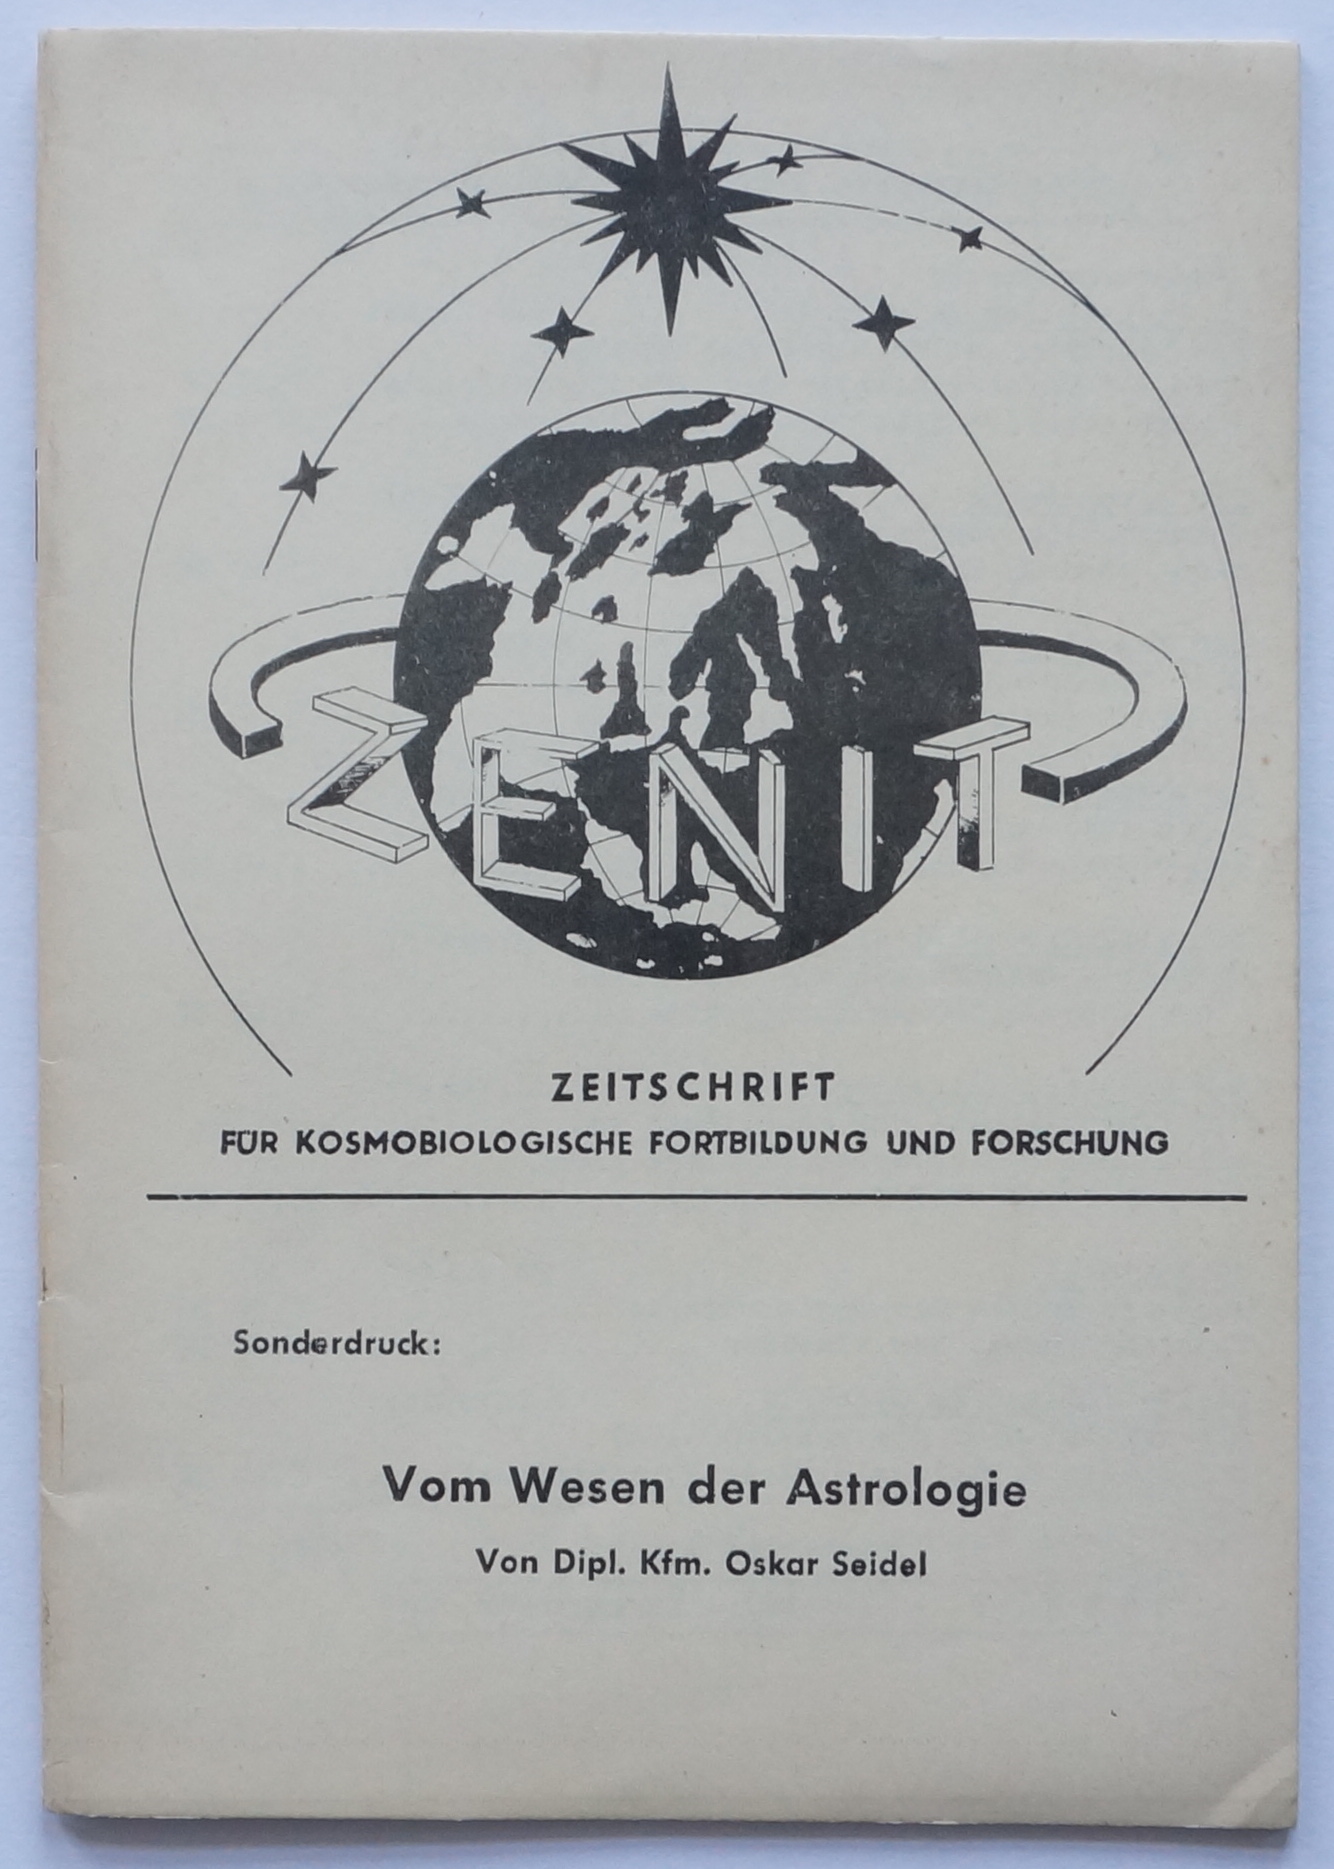 ZENIT
ZEITSCHRIFT
FÜR KOSMOBIOLOGISCHE FORTBILDUNG UND FORSCHUNG
Sonderdruck:
Vom Wesen der Astrologie
Von Dipl. Kfm. Oskar Seidel